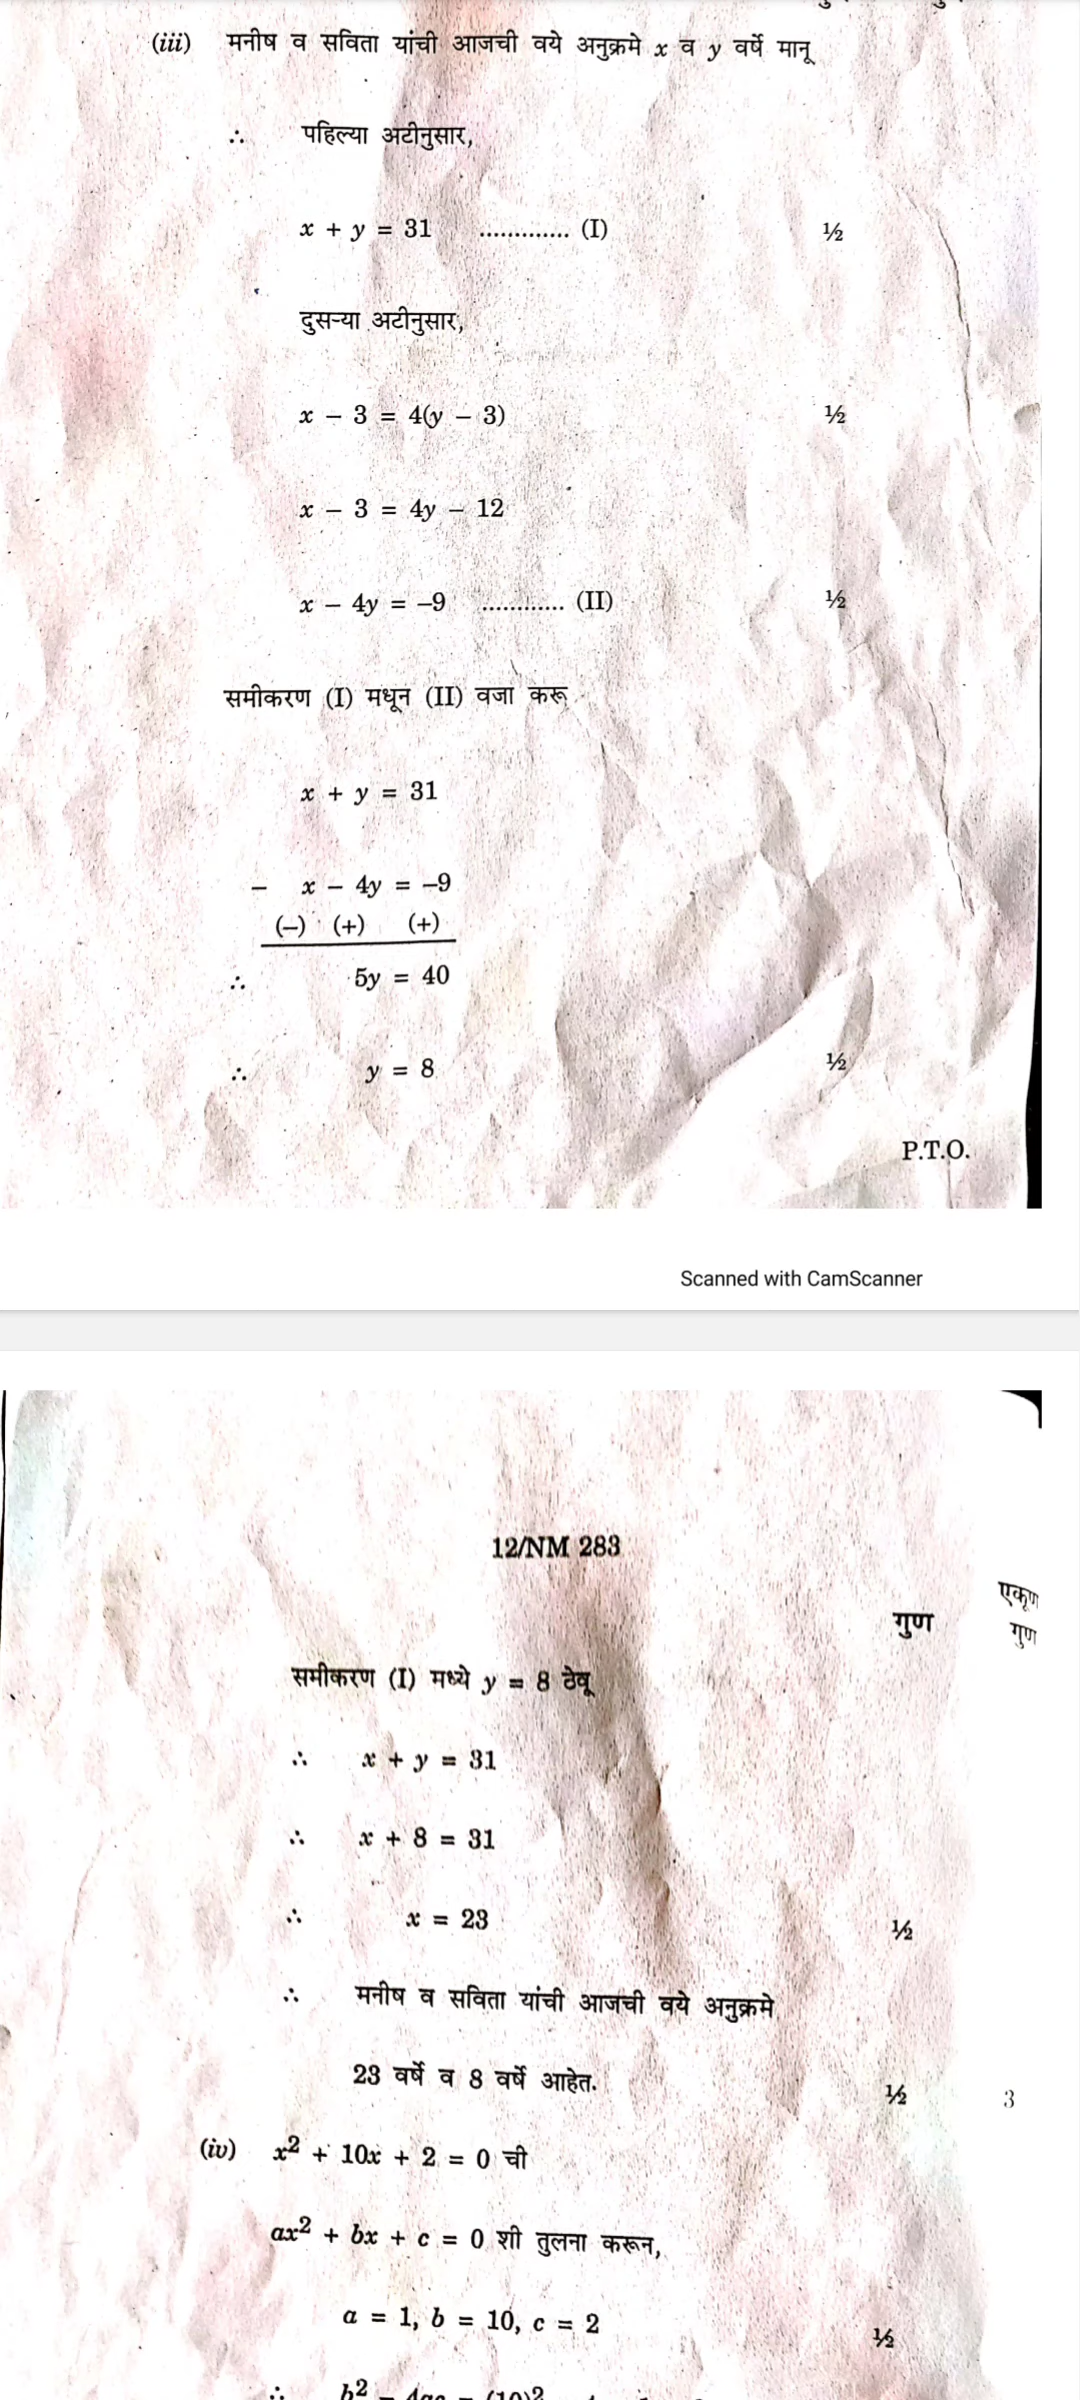 (iii) मनीष व सविता यांची आजची वये अनुक्रमे x व y वर्षे मानू
∴ पहिल्या अटीनुसार,
x + y = 31 ............. (I) ½
दुसऱ्या अटीनुसार,
x – 3 = 4(y – 3) ½
x – 3 = 4y – 12
x – 4y = –9 ............ (II) ½
समीकरण (I) मधून (II) वजा करू
x + y = 31
– x – 4y = –9
(–) (+) (+)
∴ 5y = 40
∴ y = 8 ½
P.T.O.
Scanned with CamScanner
12/NM 283
गुण एकूण
गुण
समीकरण (I) मध्ये y = 8 ठेवू
∴ x + y = 31
∴ x + 8 = 31
∴ x = 23 ½
∴ मनीष व सविता यांची आजची वये अनुक्रमे
23 वर्षे व 8 वर्षे आहेत. ½ 3
(iv) x² + 10x + 2 = 0 ची
ax² + bx + c = 0 शी तुलना करून,
a = 1, b = 10, c = 2 ½
∴ b² – 4ac = (10)²